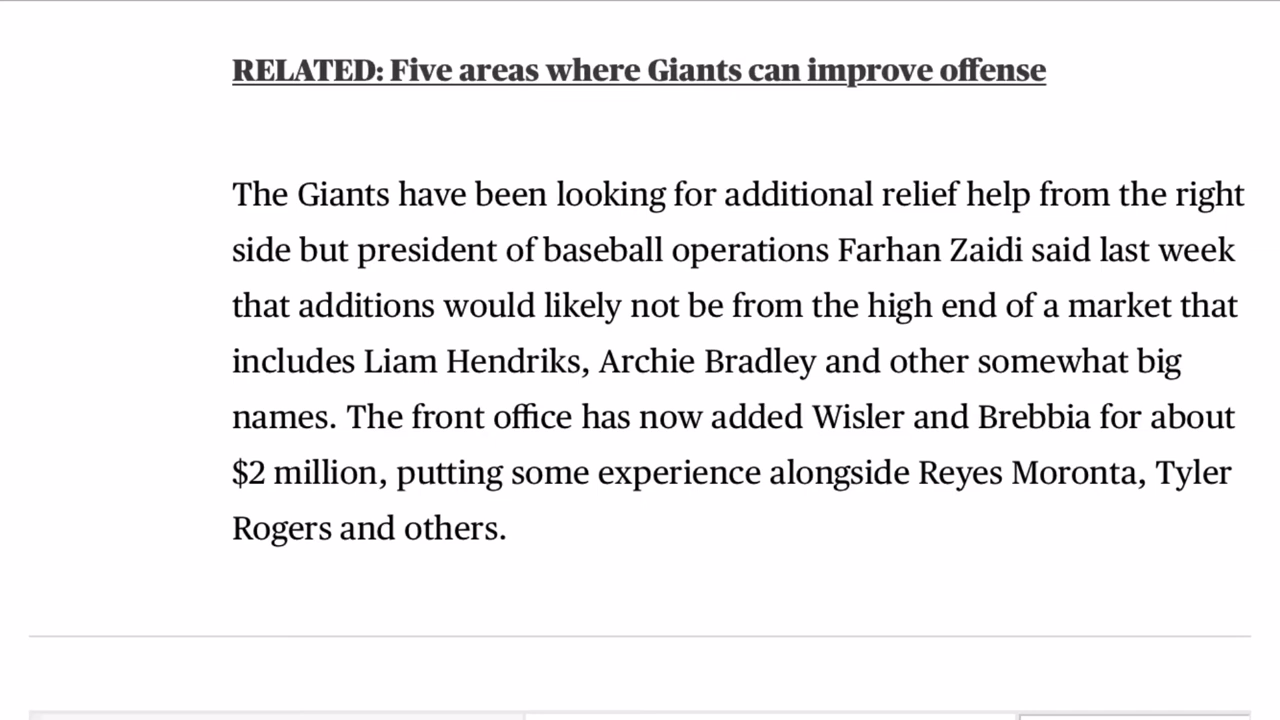 RELATED: Five areas where Giants can improve offense
The Giants have been looking for additional relief help from the right
side but president of baseball operations Farhan Zaidi said last week
that additions would likely not be from the high end of a market that
includes Liam Hendriks, Archie Bradley and other somewhat big
names. The front office has now added Wisler and Brebbia for about
$2 million, putting some experience alongside Reyes Moronta, Tyler
Rogers and others.